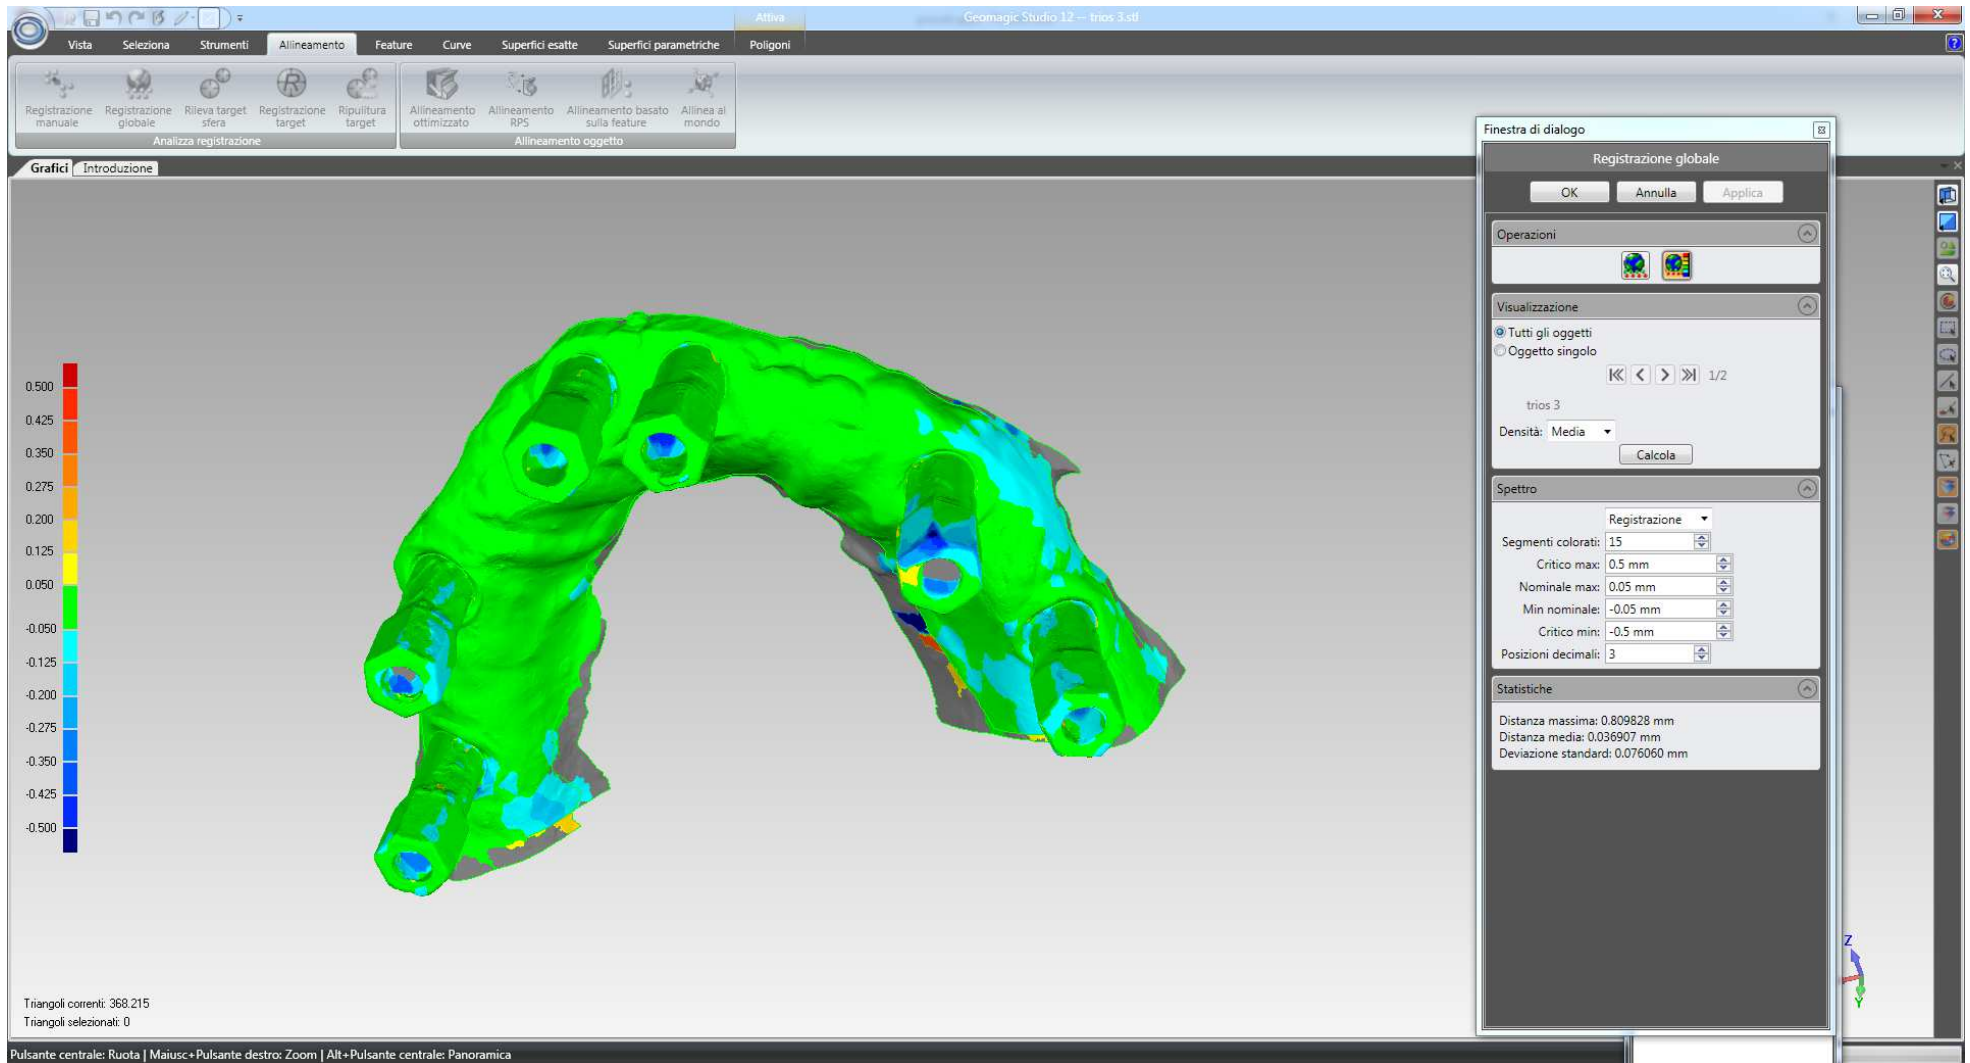 Attiva
Geomagic Studio 12 -- trios 3.stl
Vista Seleziona Strumenti Allineamento Feature Curve Superfici esatte Superfici parametriche Poligoni
Registrazione manuale
Registrazione globale
Rileva target sfera
Registrazione target
Ripulitura target
Allineamento ottimizzato
Allineamento RPS
Allineamento basato sulla feature
Allinea al mondo
Analizza registrazione
Allineamento oggetto
Grafici Introduzione
0.500
0.425
0.350
0.275
0.200
0.125
0.050
-0.050
-0.125
-0.200
-0.275
-0.350
-0.425
-0.500
Finestra di dialogo
Registrazione globale
OK Annulla Applica
Operazioni
Visualizzazione
Tutti gli oggetti
Oggetto singolo
1/2
trios 3
Densità: Media
Calcola
Spettro
Registrazione
Segmenti colorati: 15
Critico max: 0.5 mm
Nominale max: 0.05 mm
Min nominale: -0.05 mm
Critico min: -0.5 mm
Posizioni decimali: 3
Statistiche
Distanza massima: 0.809828 mm
Distanza media: 0.036907 mm
Deviazione standard: 0.076060 mm
Z
Y
Triangoli correnti: 368.215
Triangoli selezionati: 0
Pulsante centrale: Ruota | Maiusc+Pulsante destro: Zoom | Alt+Pulsante centrale: Panoramica